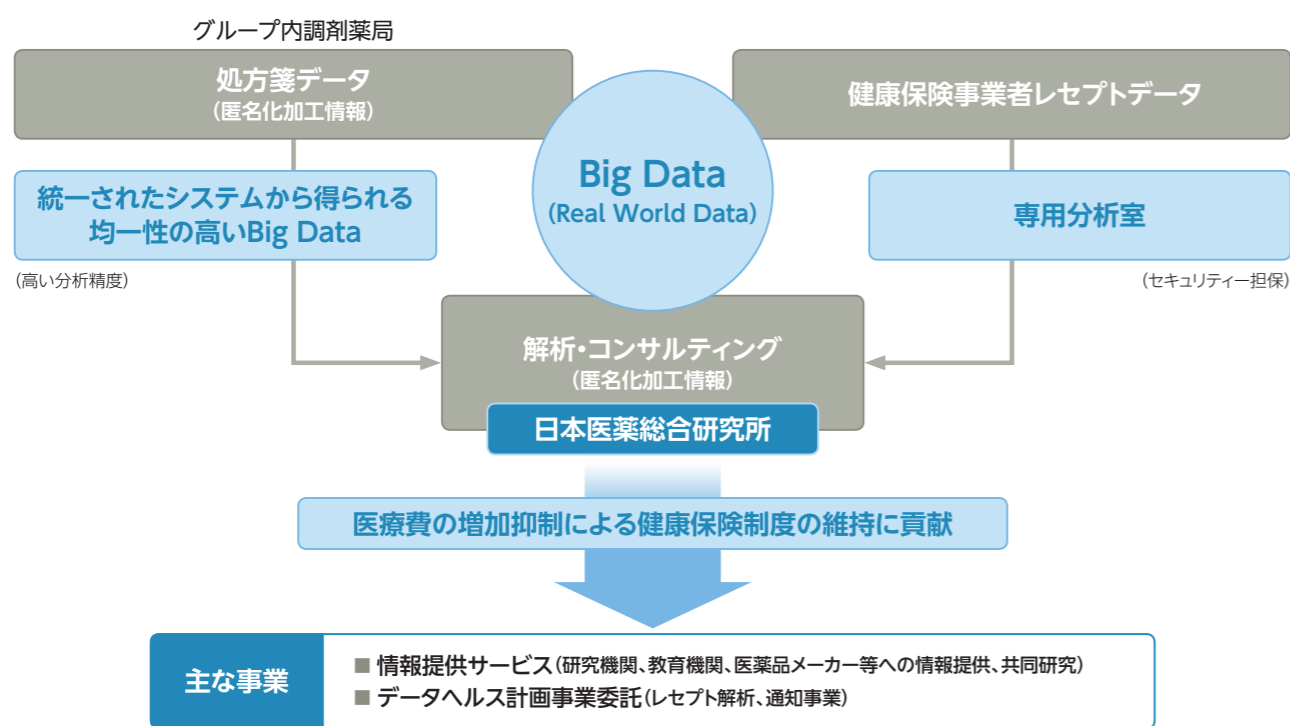 グループ内調剤薬局
処方箋データ
(匿名化加工情報)
健康保険事業者レセプトデータ
Big Data
(Real World Data)
統一されたシステムから得られる
均一性の高いBig Data
(高い分析精度)
専用分析室
(セキュリティー担保)
解析・コンサルティング
(匿名化加工情報)
日本医薬総合研究所
医療費の増加抑制による健康保険制度の維持に貢献
主な事業
■ 情報提供サービス(研究機関、教育機関、医薬品メーカー等への情報提供、共同研究)
■ データヘルス計画事業委託(レセプト解析、通知事業)